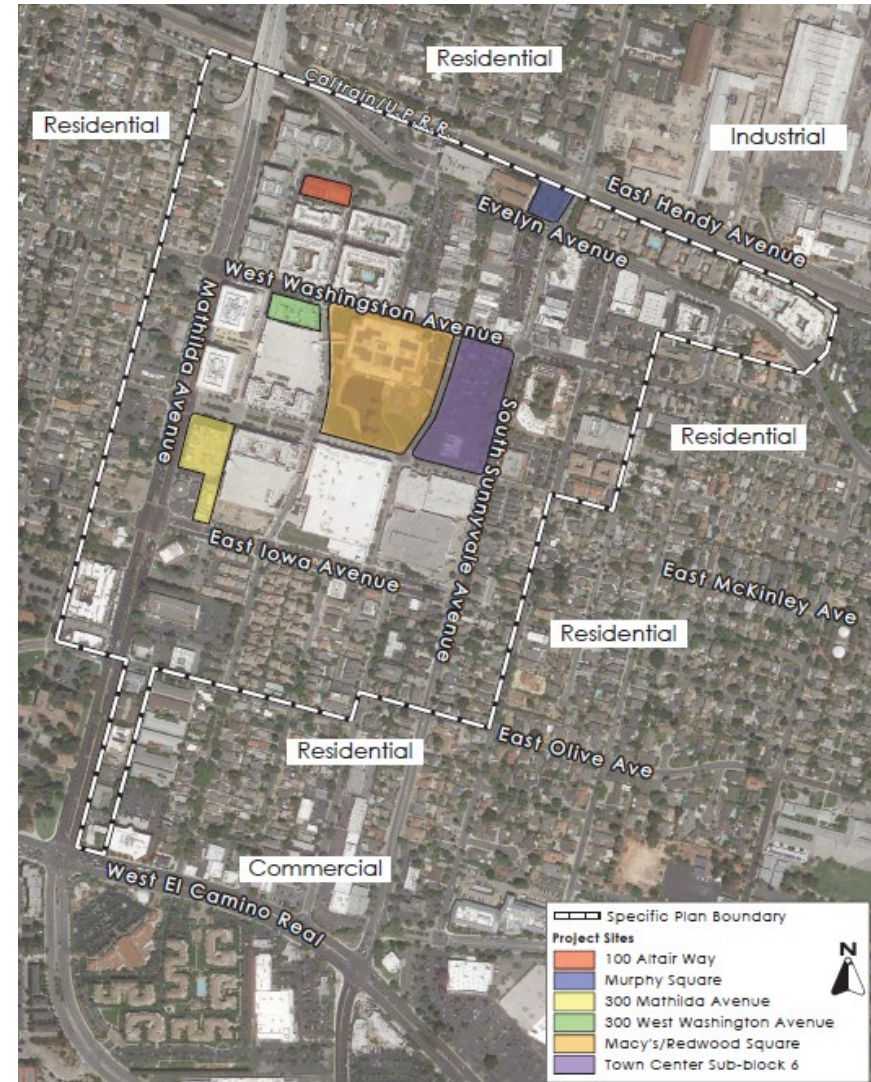 Residential
Caltrain/U.P.R.R.
Residential
Industrial
East Hendy Avenue
Evelyn Avenue
West Washingston Avenue
Mathilda Avenue
South Sunnyvale Avenue
Residential
East Iowa Avenue
East McKinley Ave
Residential
Residential
East Olive Ave
Commercial
West El Camino Real
Specific Plan Boundary
Project Sites
100 Altair Way
Murphy Square
300 Mathilda Avenue
300 West Washington Avenue
Macy's/Redwood Square
Town Center Sub-block 6
N